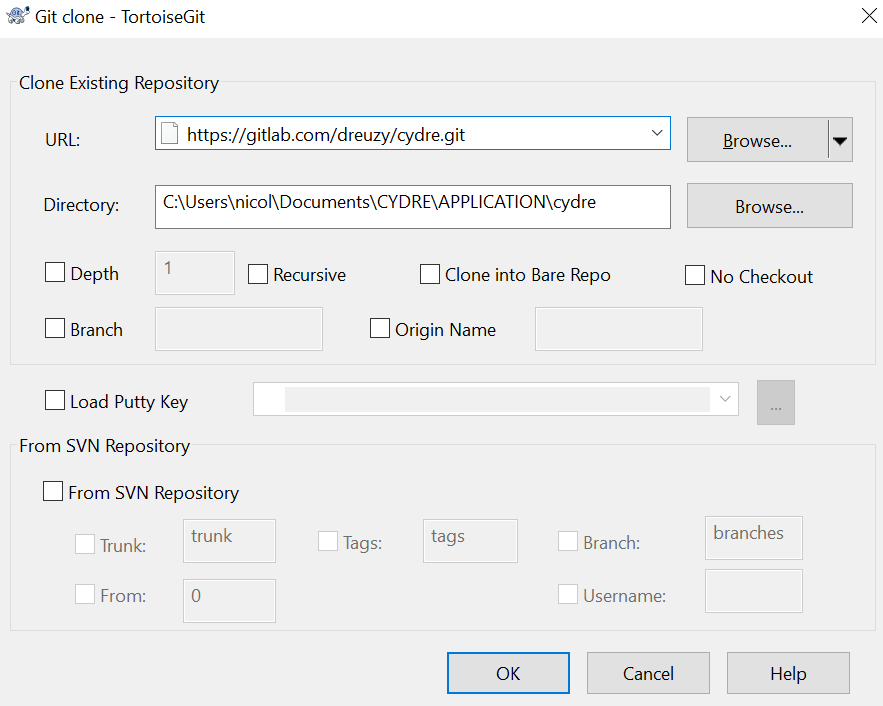 Git clone - TortoiseGit
Clone Existing Repository
URL: https://gitlab.com/dreuzy/cydre.git Browse...
Directory: C:\Users\nicol\Documents\CYDRE\APPLICATION\cydre Browse...
Depth 1 Recursive Clone into Bare Repo No Checkout
Branch Origin Name
Load Putty Key ...
From SVN Repository
From SVN Repository
Trunk: trunk Tags: tags Branch: branches
From: 0 Username:
OK Cancel Help